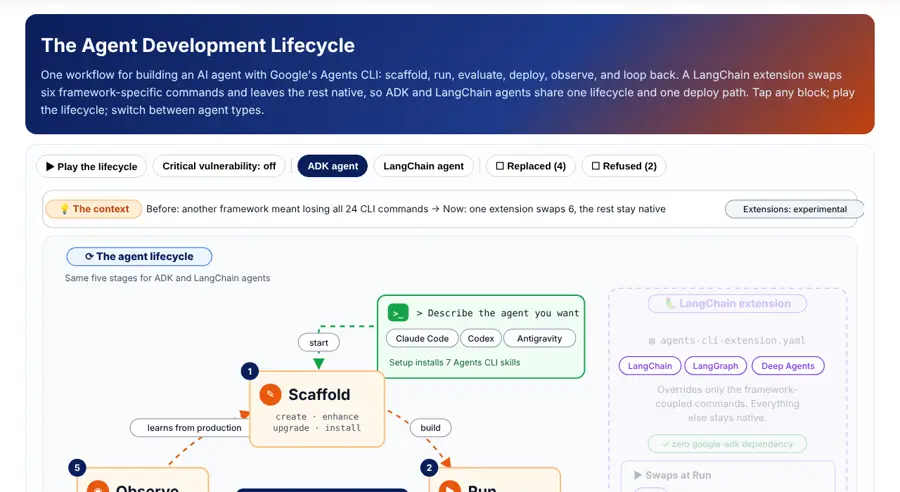 The Agent Development Lifecycle
One workflow for building an AI agent with Google's Agents CLI: scaffold, run, evaluate, deploy, observe, and loop back. A LangChain extension swaps
six framework-specific commands and leaves the rest native, so ADK and LangChain agents share one lifecycle and one deploy path. Tap any block; play
the lifecycle; switch between agent types.
▶ Play the lifecycle
Critical vulnerability: off
ADK agent
LangChain agent
☐ Replaced (4)
☐ Refused (2)
💡 The context
Before: another framework meant losing all 24 CLI commands → Now: one extension swaps 6, the rest stay native
Extensions: experimental
⟳ The agent lifecycle
Same five stages for ADK and LangChain agents
>_ > Describe the agent you want
Claude Code
Codex
Antigravity
Setup installs 7 Agents CLI skills
start
1
Scaffold
create · enhance
upgrade · install
learns from production
build
5
Observe
2
Run
🦜 LangChain extension
agents-cli-extension.yaml
LangChain
LangGraph
Deep Agents
Overrides only the framework-
coupled commands. Everything
else stays native.
✓ zero google-adk dependency
▶ Swaps at Run